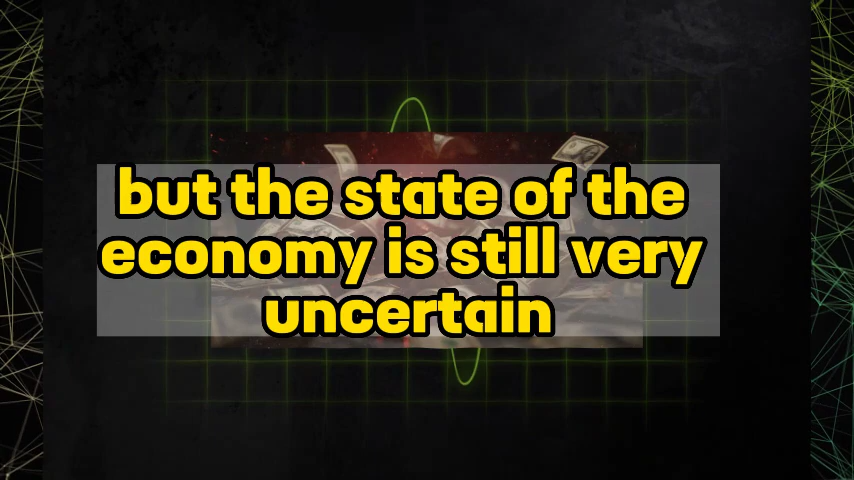 but the state of the
economy is still very
uncertain